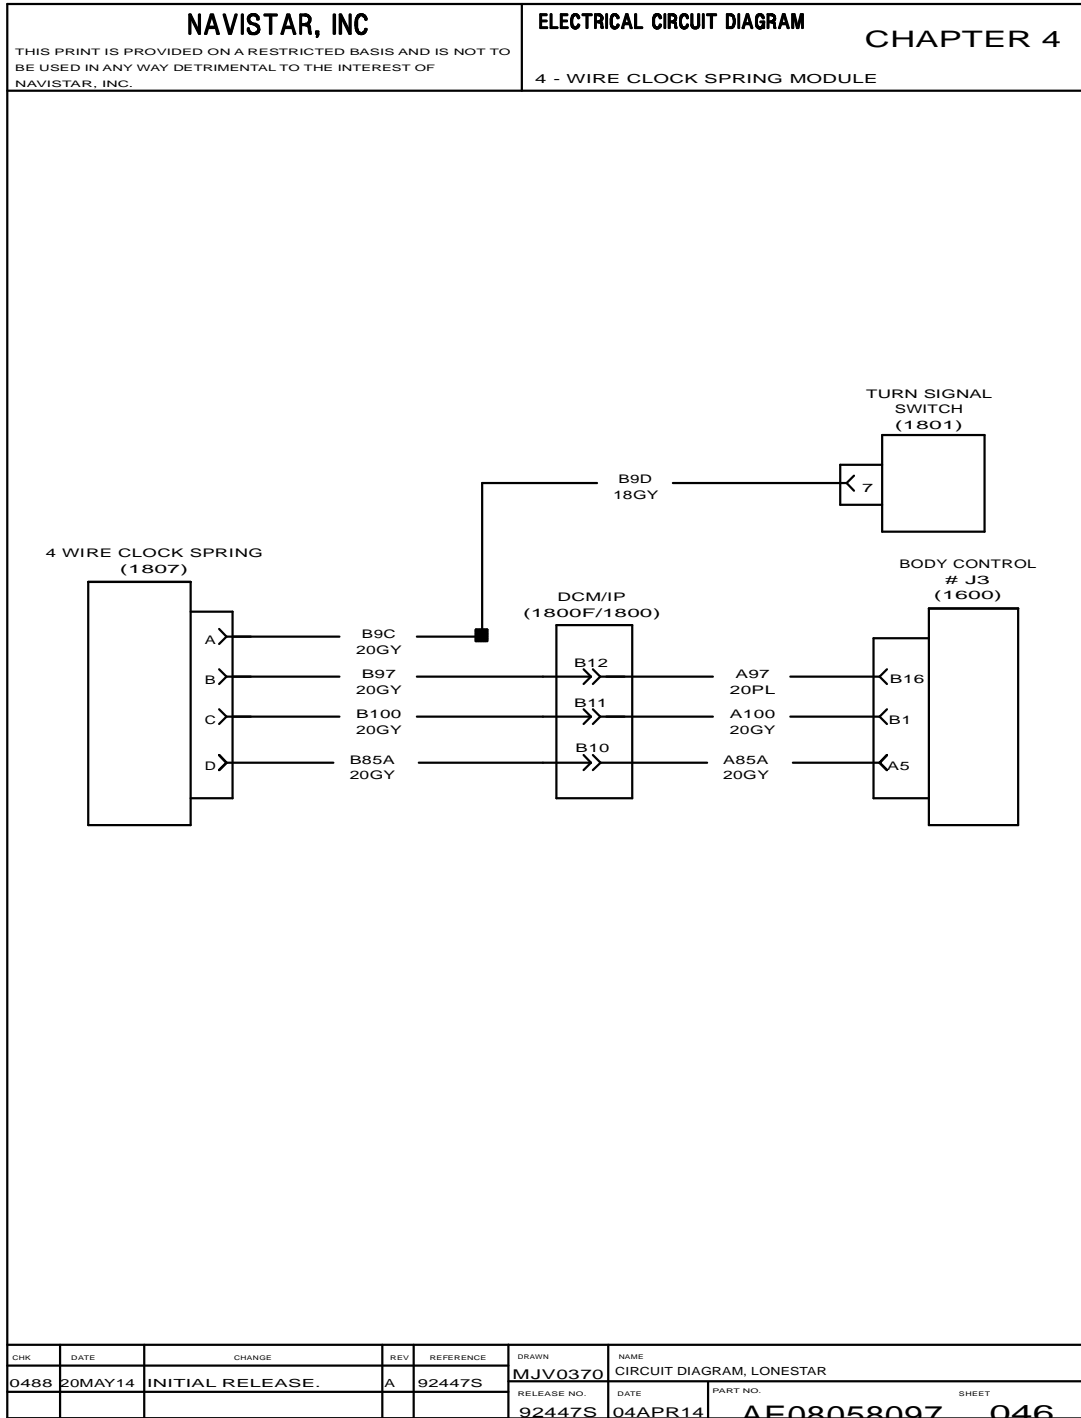 NAVISTAR, INC
THIS PRINT IS PROVIDED ON A RESTRICTED BASIS AND IS NOT TO
BE USED IN ANY WAY DETRIMENTAL TO THE INTEREST OF
NAVISTAR, INC.
ELECTRICAL CIRCUIT DIAGRAM
CHAPTER 4
4 - WIRE CLOCK SPRING MODULE
TURN SIGNAL
SWITCH
(1801)
B9D
18GY
7
4 WIRE CLOCK SPRING
(1807)
BODY CONTROL
# J3
(1600)
DCM/IP
(1800F/1800)
A
B9C
20GY
B
B97
20GY
B12
A97
20PL
B16
C
B100
20GY
B11
A100
20GY
B1
D
B85A
20GY
B10
A85A
20GY
A5
CHK DATE CHANGE REV REFERENCE
0488 20MAY14 INITIAL RELEASE. A 92447S
DRAWN NAME
MJV0370 CIRCUIT DIAGRAM, LONESTAR
RELEASE NO. DATE PART NO. SHEET
92447S 04APR14 AE08058097 046